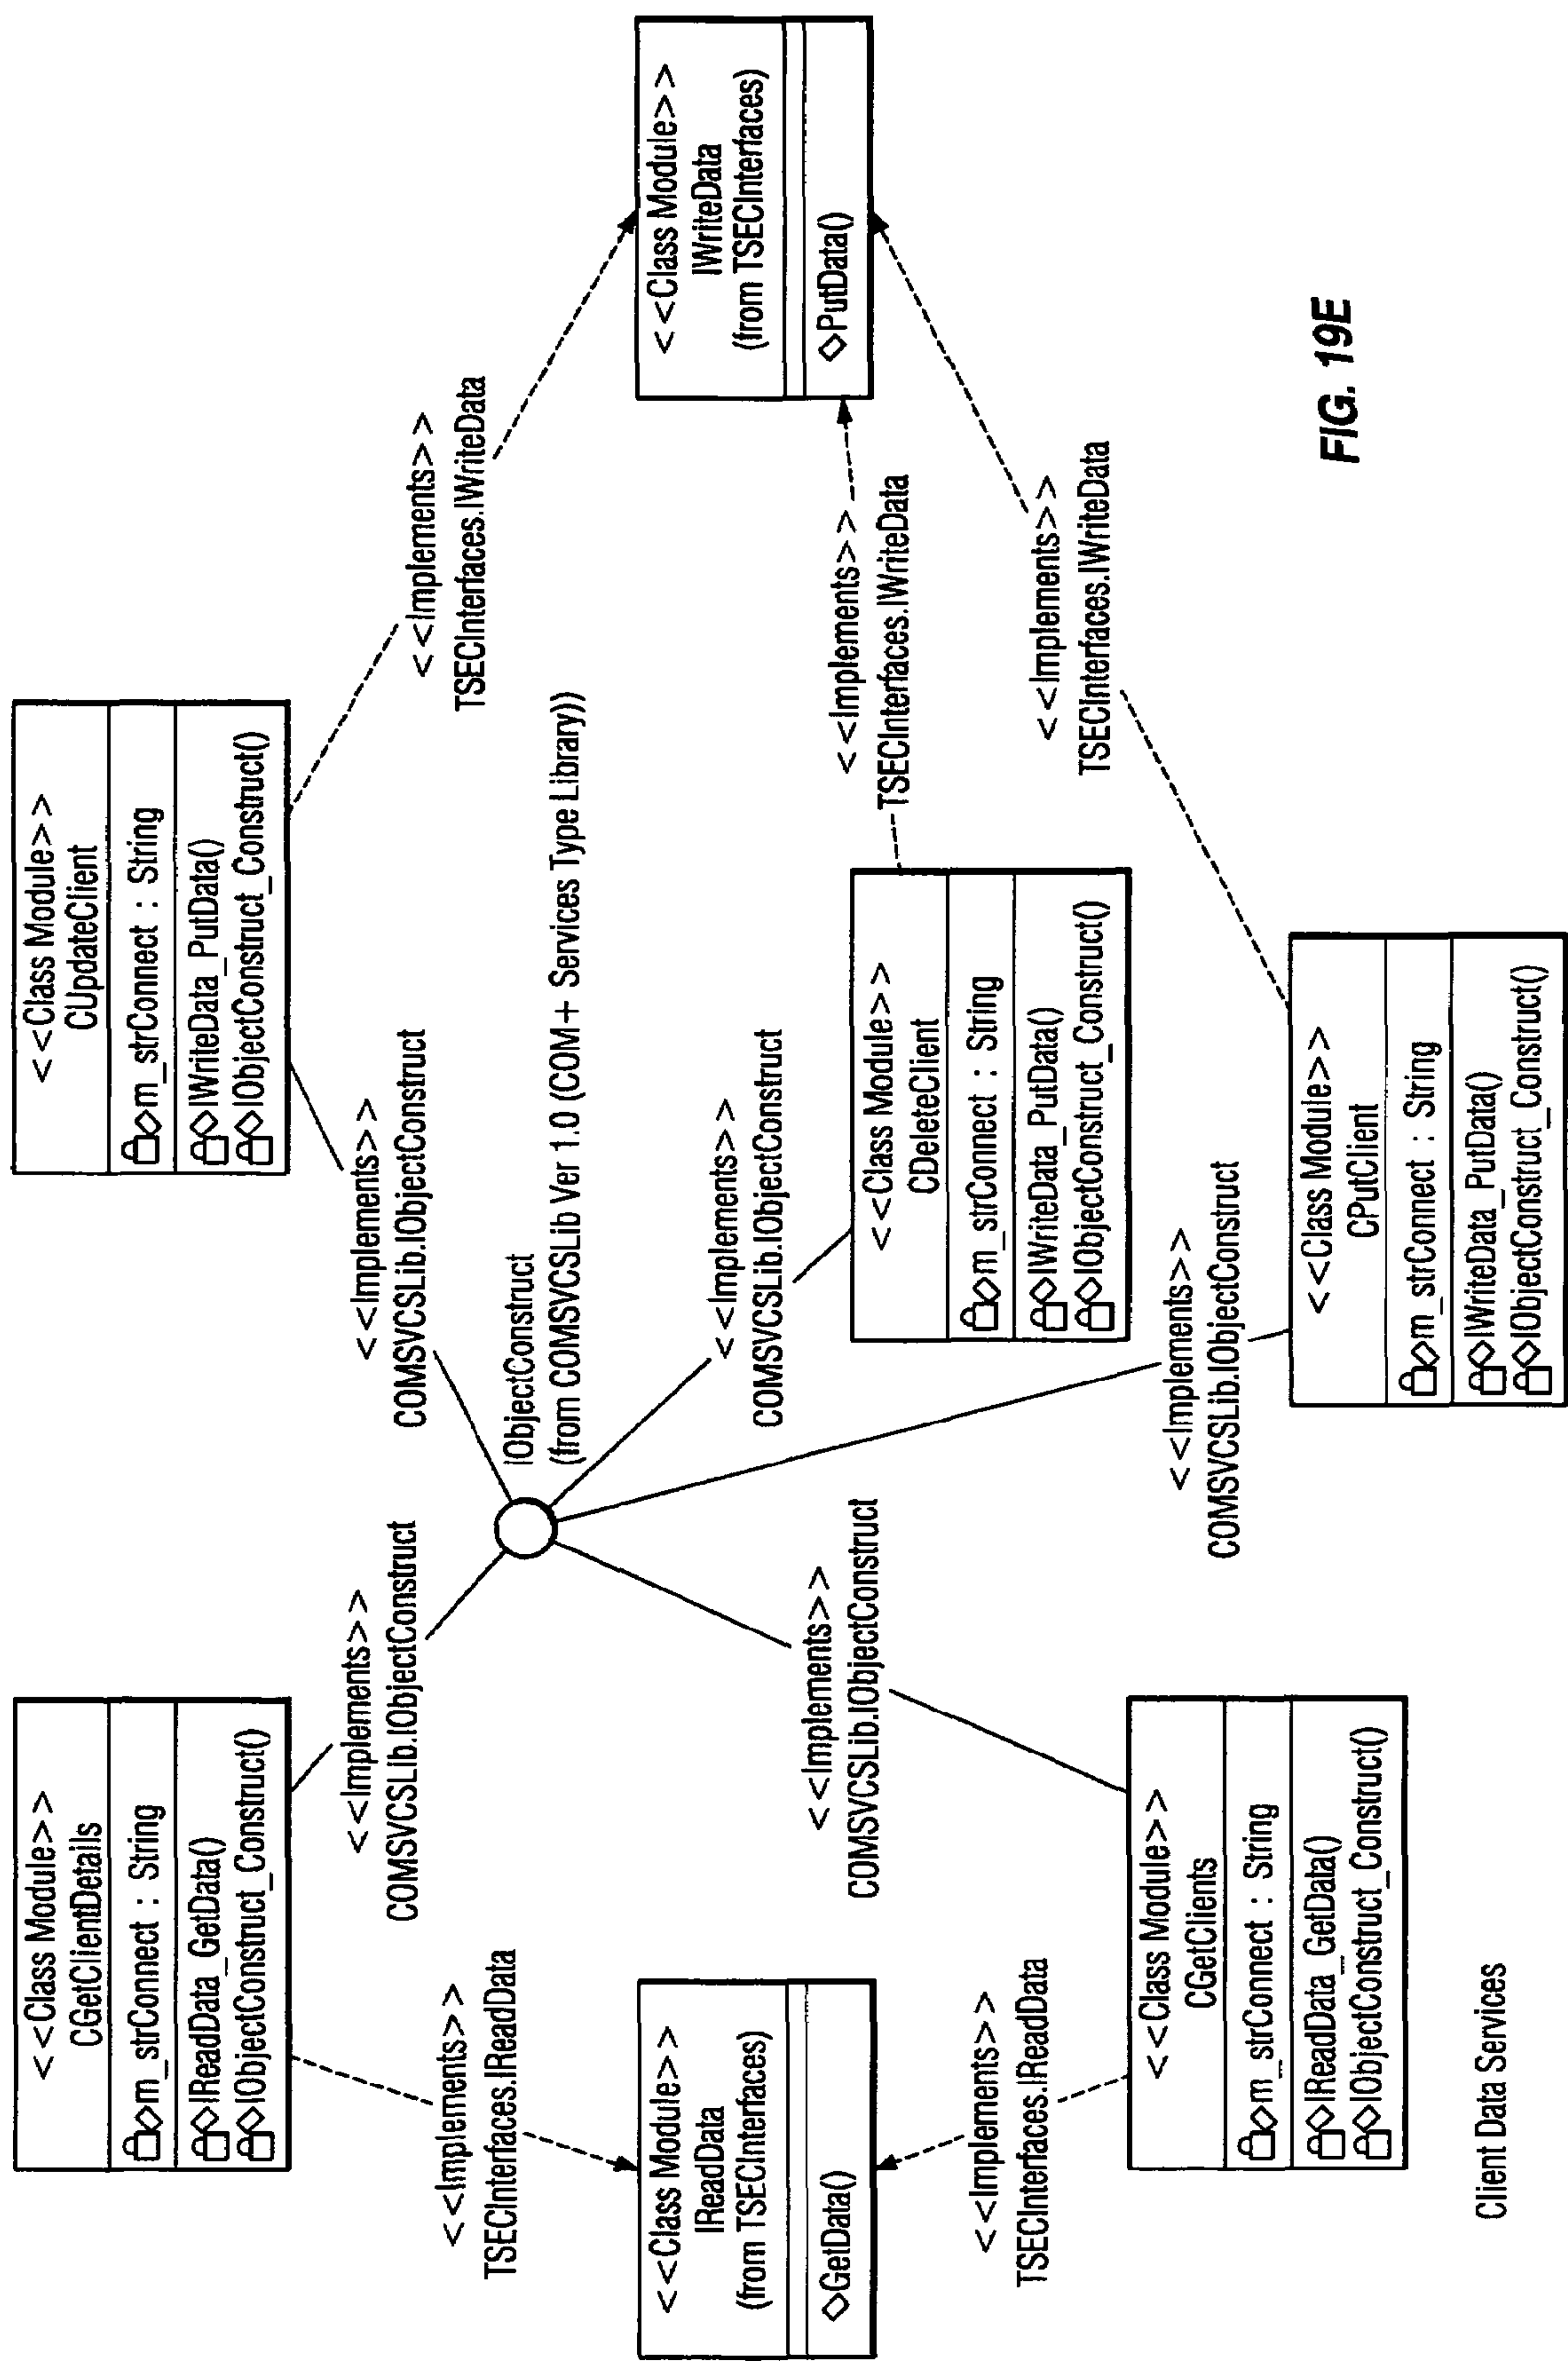 <<Class Module>>
CGetClientDetails
m_strConnect : String
IReadData_GetData()
IObjectConstruct_Construct()
<<Class Module>>
CUpdateClient
m_strConnect : String
IWriteData_PutData()
IObjectConstruct_Construct()
<<Implements>>
COMSVCSLib.IObjectConstruct
<<Implements>>
COMSVCSLib.IObjectConstruct
<<Implements>>
TSECInterfaces.IReadData
<<Implements>>
TSECInterfaces.IWriteData
IObjectConstruct
(from COMSVCSLib Ver 1.0 (COM+ Services Type Library))
<<Class Module>>
IReadData
(from TSECInterfaces)
GetData()
<<Class Module>>
IWriteData
(from TSECInterfaces)
PutData()
<<Implements>>
COMSVCSLib.IObjectConstruct
<<Implements>>
COMSVCSLib.IObjectConstruct
<<Implements>>
TSECInterfaces.IWriteData
<<Class Module>>
CDeleteClient
m_strConnect : String
IWriteData_PutData()
IObjectConstruct_Construct()
<<Implements>>
TSECInterfaces.IReadData
<<Implements>>
TSECInterfaces.IWriteData
<<Class Module>>
CGetClients
m_strConnect : String
IReadData_GetData()
IObjectConstruct_Construct()
<<Implements>>
COMSVCSLib.IObjectConstruct
<<Class Module>>
CPutClient
m_strConnect : String
IWriteData_PutData()
IObjectConstruct_Construct()
Client Data Services
FIG. 19E